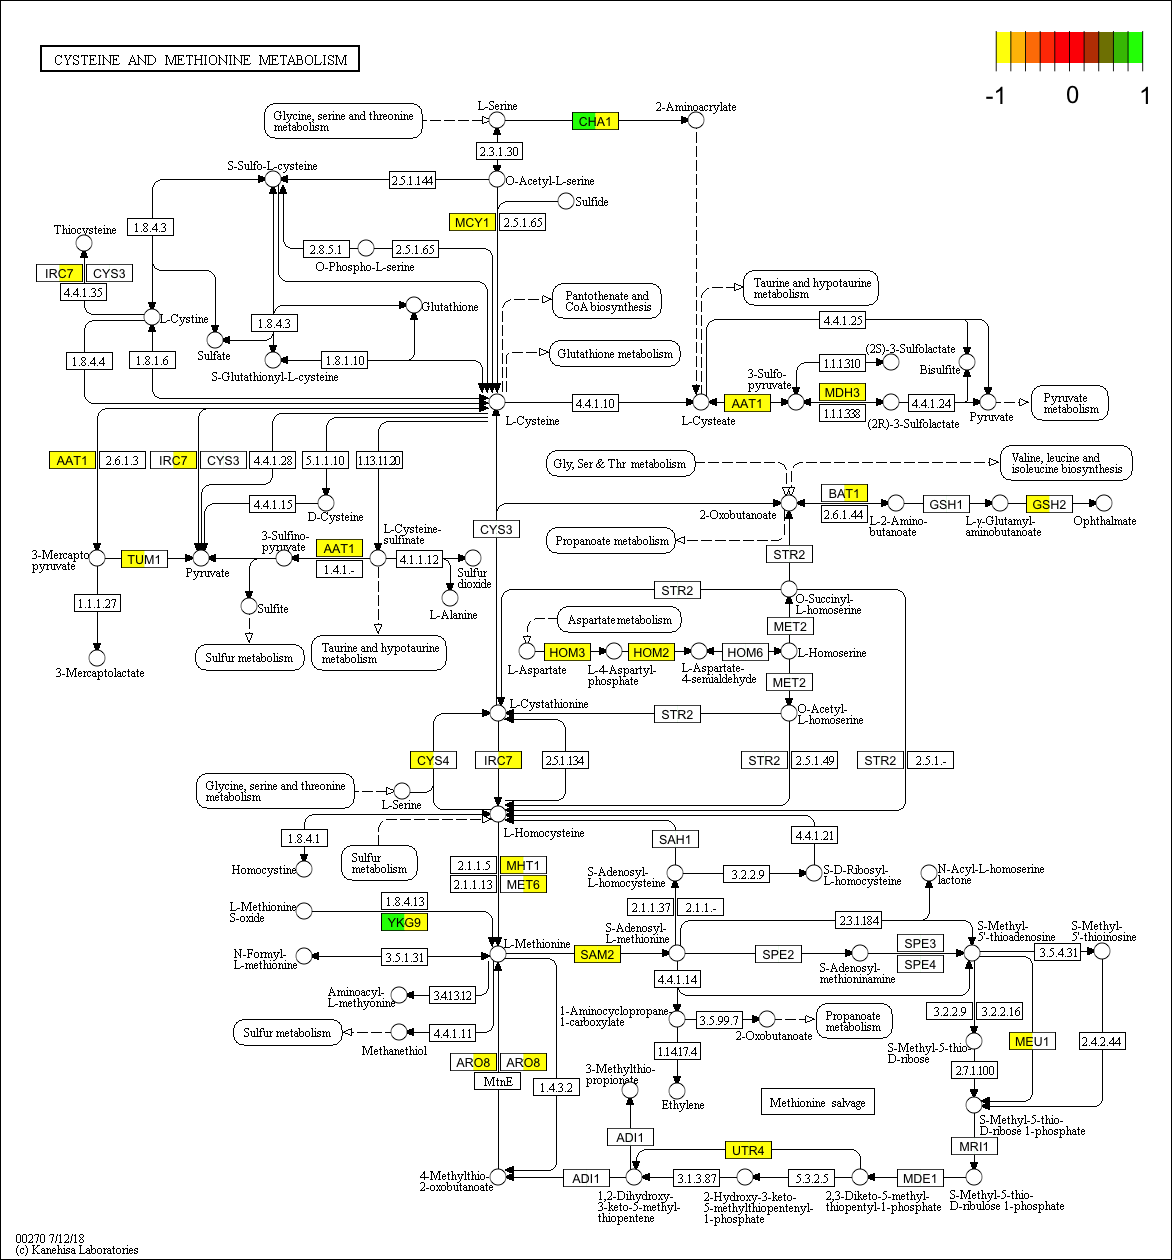 CYSTEINE AND METHIONINE METABOLISM
-1 0 1
Glycine, serine and threonine
metabolism
L-Serine
CHA1
2-Aminoacrylate
2.3.1.30
S-Sulfo-L-cysteine
2.5.1.144
O-Acetyl-L-serine
Sulfide
MCY1
2.5.1.65
1.8.4.3
Thiocysteine
2.8.5.1
2.5.1.65
O-Phospho-L-serine
IRC7
CYS3
4.4.1.35
L-Cystine
Glutathione
1.8.4.3
Sulfate
1.8.4.4
1.8.1.6
1.8.1.10
S-Glutathionyl-L-cysteine
Pantothenate and
CoA biosynthesis
Glutathione metabolism
Taurine and hypotaurine
metabolism
4.4.1.25
(2S)-3-Sulfolactate
1.1.1.310
Bisulfite
3-Sulfo-
pyruvate
MDH3
L-Cysteine
4.4.1.10
L-Cysteate
AAT1
1.1.1.338
(2R)-3-Sulfolactate
4.4.1.24
Pyruvate
Pyruvate
metabolism
AAT1
2.6.1.3
IRC7
CYS3
4.4.1.28
5.1.1.10
1.13.11.20
Gly, Ser & Thr metabolism
Valine, leucine and
isoleucine biosynthesis
4.4.1.15
D-Cysteine
CYS3
2-Oxobutanoate
BAT1
2.6.1.44
L-2-Amino-
butanoate
GSH1
L-γ-Glutamyl-
aminobutanoate
GSH2
Ophthalmate
Propanoate metabolism
3-Mercapto
pyruvate
TUM1
Pyruvate
3-Sulfino-
pyruvate
AAT1
1.4.1.-
L-Cysteine-
sulfinate
4.1.1.12
Sulfur
dioxide
L-Alanine
STR2
1.1.1.27
3-Mercaptolactate
Sulfite
Sulfur metabolism
Taurine and hypotaurine
metabolism
STR2
O-Succinyl-
L-homoserine
Aspartate metabolism
MET2
L-Aspartate
HOM3
L-4-Aspartyl-
phosphate
HOM2
L-Aspartate-
4-semialdehyde
HOM6
L-Homoserine
MET2
L-Cystathionine
STR2
O-Acetyl-
L-homoserine
CYS4
IRC7
2.5.1.134
STR2
2.5.1.49
STR2
2.5.1.-
Glycine, serine and threonine
metabolism
L-Serine
L-Homocysteine
1.8.4.1
Homocystine
Sulfur
metabolism
SAH1
4.4.1.21
2.1.1.5
MHT1
2.1.1.13
MET6
S-Adenosyl-
L-homocysteine
3.2.2.9
S-D-Ribosyl-
L-homocysteine
N-Acyl-L-homoserine
lactone
L-Methionine
S-oxide
1.8.4.13
YKG9
2.1.1.37
2.1.1.-
2.3.1.184
N-Formyl-
L-methionine
3.5.1.31
L-Methionine
SAM2
S-Adenosyl-
L-methionine
SPE2
S-Adenosyl-
methioninamine
SPE3
SPE4
S-Methyl-
5'-thioadenosine
3.5.4.31
S-Methyl-
5'-thioinosine
Aminoacyl-
L-methyonine
3.4.13.12
4.4.1.14
Sulfur metabolism
Methanethiol
4.4.1.11
1-Aminocyclopropane-
1-carboxylate
3.5.99.7
2-Oxobutanoate
Propanoate
metabolism
3.2.2.9
3.2.2.16
MEU1
2.4.2.44
S-Methyl-5-thio-
D-ribose
ARO8
ARO8
MtnE
1.4.3.2
1.14.17.4
Ethylene
2.7.1.100
3-Methylthio-
propionate
Methionine salvage
S-Methyl-5-thio-
D-ribose 1-phosphate
ADI1
UTR4
MRI1
4-Methylthio-
2-oxobutanoate
ADI1
1,2-Dihydroxy-
3-keto-5-methyl-
thiopentene
3.1.3.87
2-Hydroxy-3-keto-
5-methylthiopentenyl-
1-phosphate
5.3.2.5
2,3-Diketo-5-methyl-
thiopentyl-1-phosphate
MDE1
S-Methyl-5-thio-
D-ribulose 1-phosphate
00270 7/12/18
(c) Kanehisa Laboratories